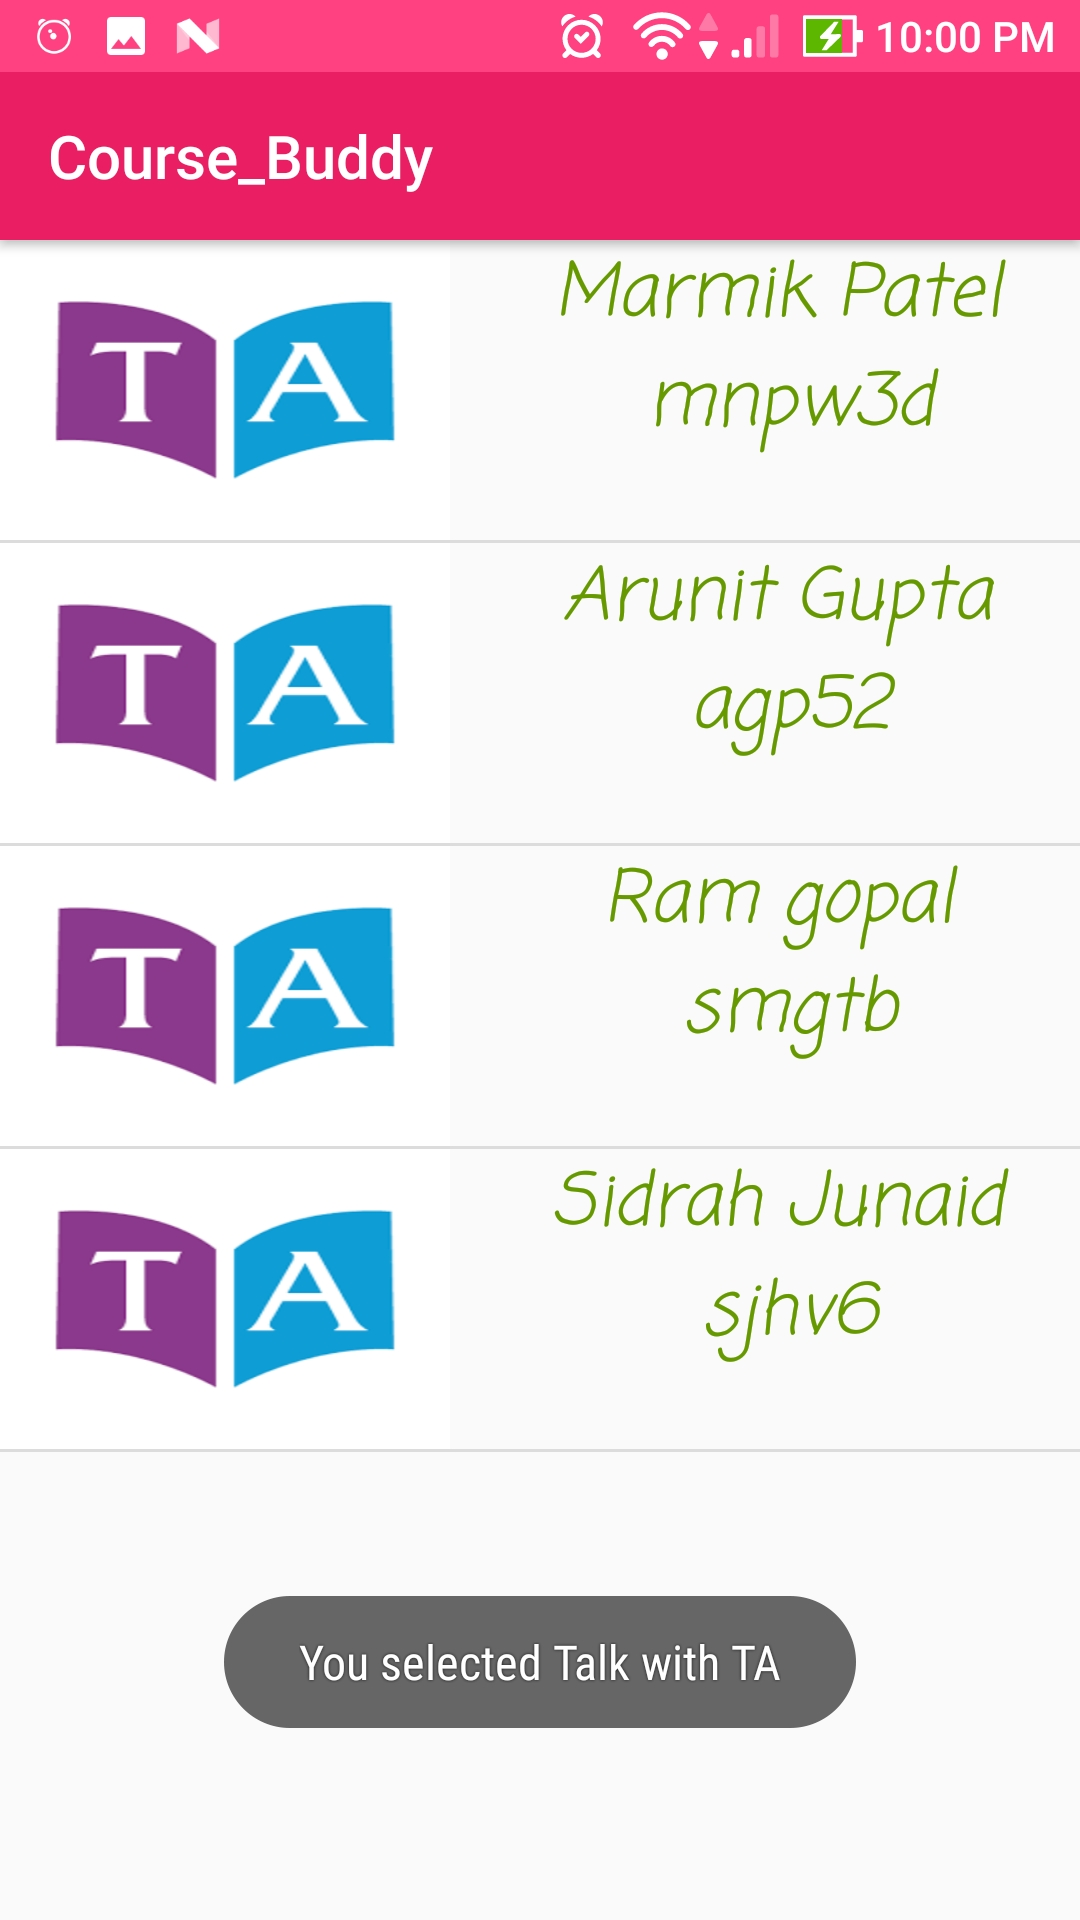 10:00 PM
Course_Buddy
TA
Marmik Patel
mnpw3d
TA
Arunit Gupta
agp52
TA
Ram gopal
smgtb
TA
Sidrah Junaid
sjhv6
You selected Talk with TA